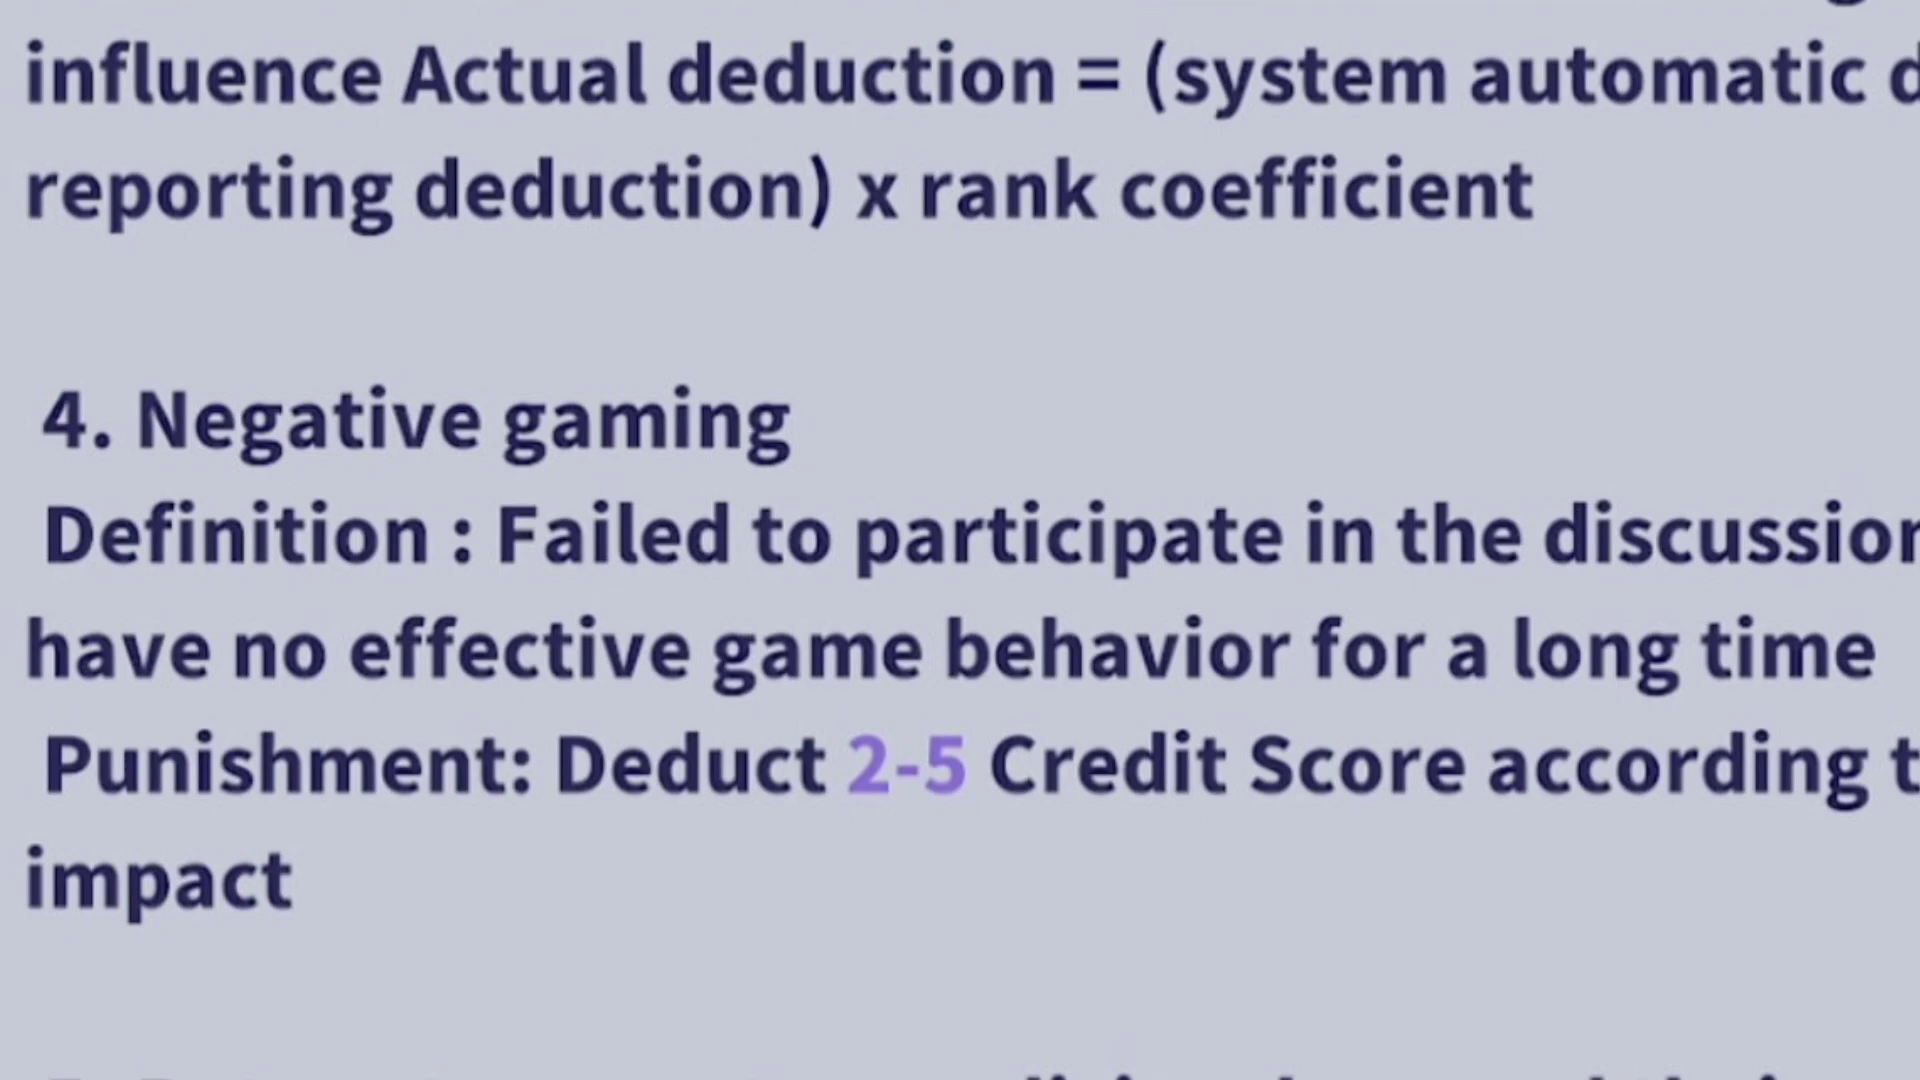 influence Actual deduction = (system automatic
reporting deduction) x rank coefficient
4. Negative gaming
Definition : Failed to participate in the
have no effective game behavior for a long time
Punishment: Deduct 2-5 Credit Score according
impact